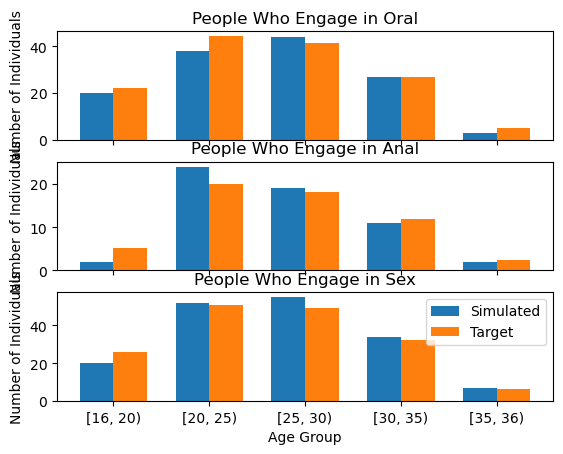 People Who Engage in Oral
Number of Individuals
40
20
0
People Who Engage in Anal
Number of Individuals
20
10
0
People Who Engage in Sex
Number of Individuals
40
20
0
Simulated
Target
[16, 20) [20, 25) [25, 30) [30, 35) [35, 36)
Age Group